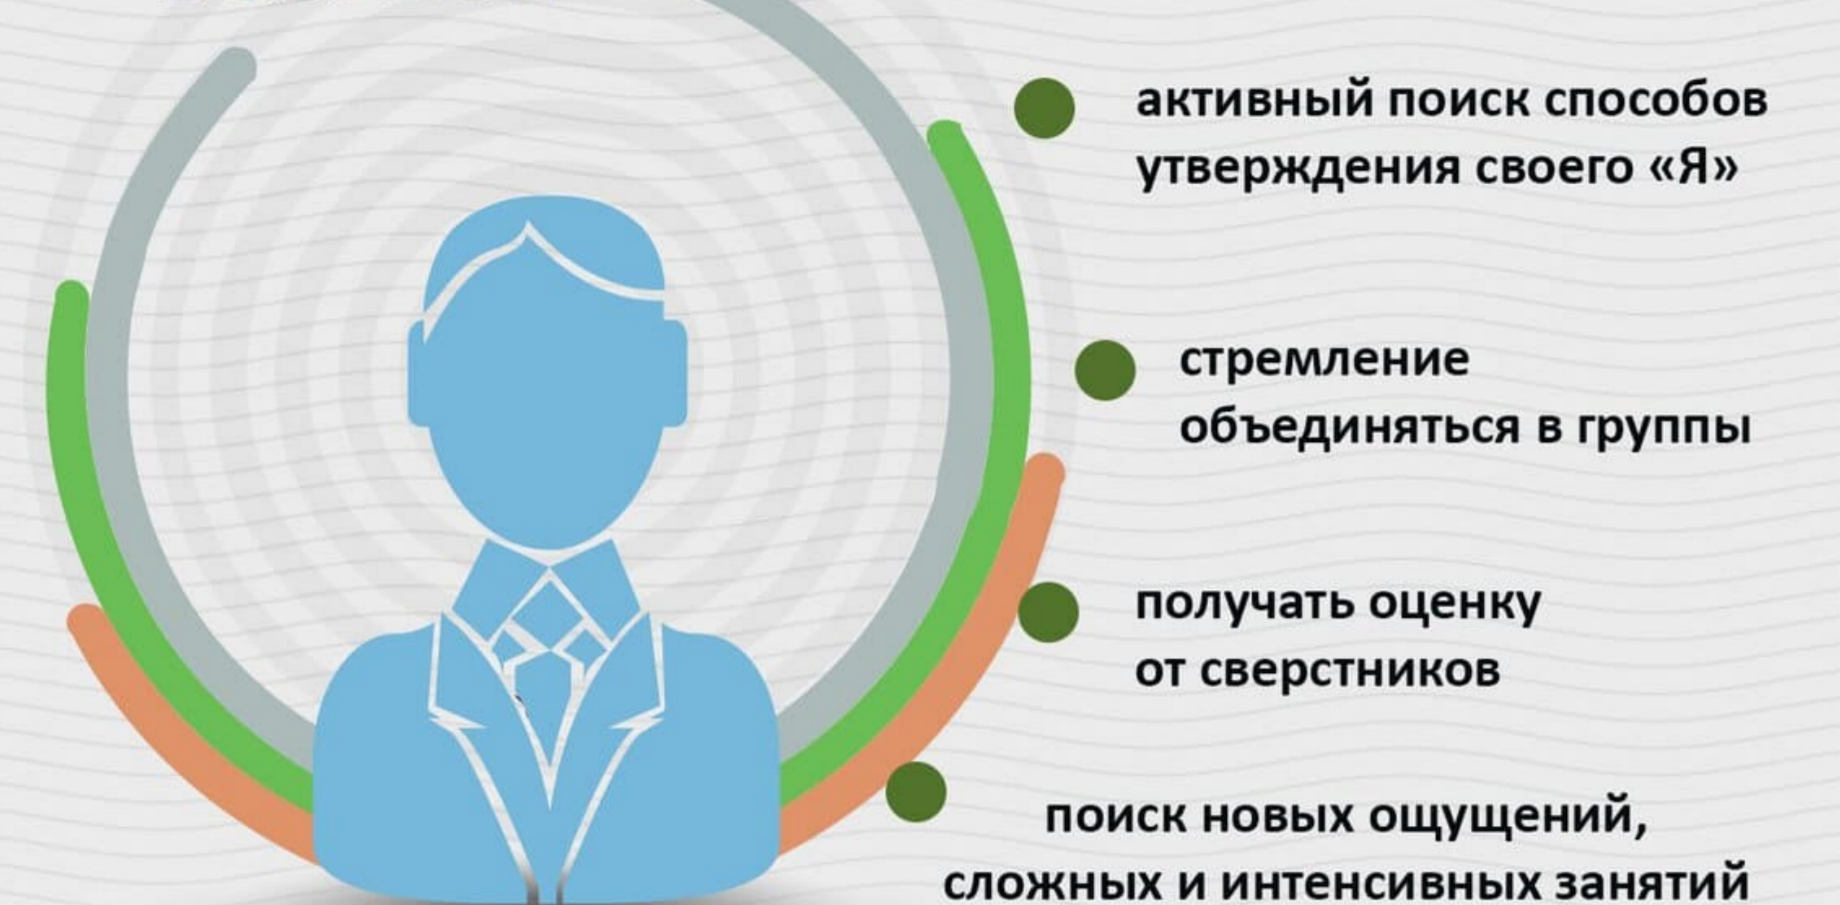 активный поиск способов
утверждения своего «Я»
стремление
объединяться в группы
получать оценку
от сверстников
поиск новых ощущений,
сложных и интенсивных занятий